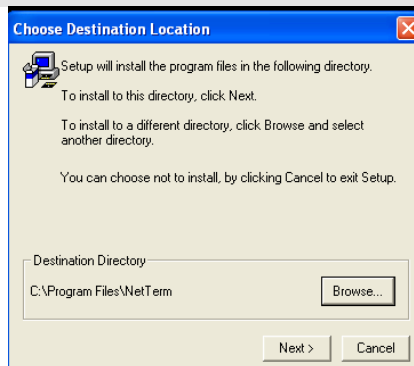 Choose Destination Location
Setup will install the program files in the following directory.
To install to this directory, click Next.
To install to a different directory, click Browse and select
another directory.
You can choose not to install, by clicking Cancel to exit Setup.
Destination Directory
C:\Program Files\NetTerm
Browse...
Next >
Cancel